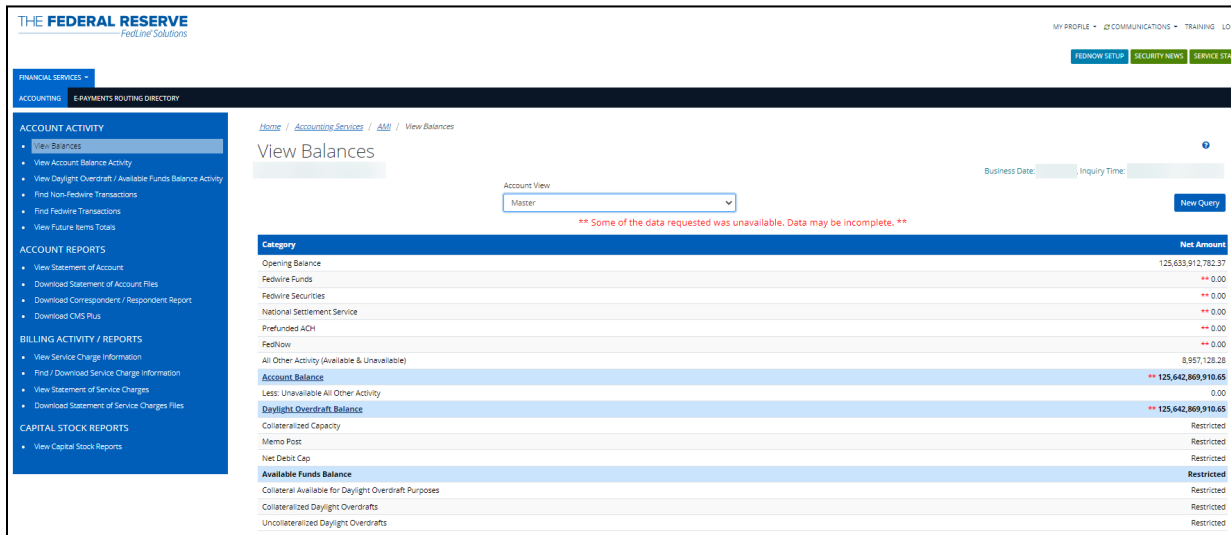 THE FEDERAL RESERVE
FedLine Solutions
MY PROFILE COMMUNICATIONS TRAINING LO
FEDNOW SETUP SECURITY NEWS SERVICE STA
FINANCIAL SERVICES
ACCOUNTING E-PAYMENTS ROUTING DIRECTORY
ACCOUNT ACTIVITY
• View Balances
• View Account Balance Activity
• View Daylight Overdraft / Available Funds Balance Activity
• Find Non-Fedwire Transactions
• Find Fedwire Transactions
• View Future Items Totals
ACCOUNT REPORTS
• View Statement of Account
• Download Statement of Account Files
• Download Correspondent / Respondent Report
• Download CMS Plus
BILLING ACTIVITY / REPORTS
• View Service Charge Information
• Find / Download Service Charge Information
• View Statement of Service Charges
• Download Statement of Service Charges Files
CAPITAL STOCK REPORTS
• View Capital Stock Reports
Home / Accounting Services / AMI / View Balances
View Balances
?
Business Date: , Inquiry Time:
Account View
Master
New Query
** Some of the data requested was unavailable. Data may be incomplete. **
Category Net Amount
Opening Balance 125,633,912,782.37
Fedwire Funds ** 0.00
Fedwire Securities ** 0.00
National Settlement Service ** 0.00
Prefunded ACH ** 0.00
FedNow ** 0.00
All Other Activity (Available & Unavailable) 8,957,128.28
Account Balance ** 125,642,869,910.65
Less: Unavailable All Other Activity 0.00
Daylight Overdraft Balance ** 125,642,869,910.65
Collateralized Capacity Restricted
Memo Post Restricted
Net Debit Cap Restricted
Available Funds Balance Restricted
Collateral Available for Daylight Overdraft Purposes Restricted
Collateralized Daylight Overdrafts Restricted
Uncollateralized Daylight Overdrafts Restricted